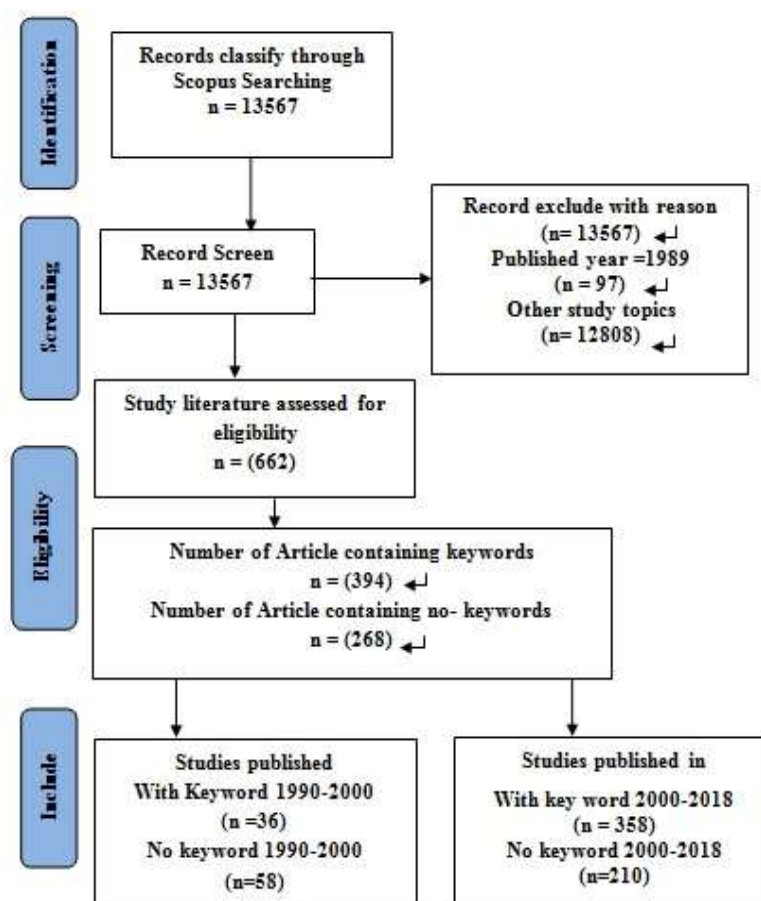 Identification
Records classify through
Scopus Searching
n = 13567
Screening
Record Screen
n = 13567
Record exclude with reason
(n= 13567)
Published year =1989
(n = 97)
Other study topics
(n= 12808)
Eligibility
Study literature assessed for
eligibility
n = (662)
Number of Article containing keywords
n = (394)
Number of Article containing no- keywords
n = (268)
Include
Studies published
With Keyword 1990-2000
(n =36)
No keyword 1990-2000
(n=58)
Studies published in
With key word 2000-2018
(n = 358)
No keyword 2000-2018
(n=210)